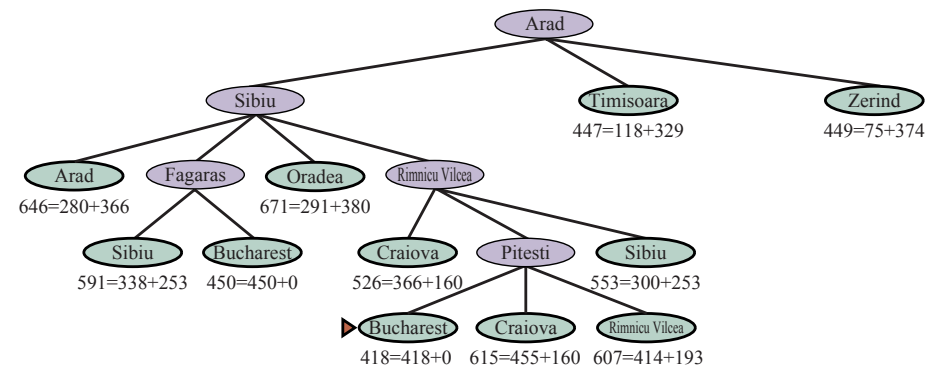 Arad
Sibiu
Timisoara
Zerind
447=118+329
449=75+374
Arad
Fagaras
Oradea
Rimnicu Vilcea
646=280+366
671=291+380
Sibiu
Bucharest
Craiova
Pitesti
Sibiu
591=338+253
450=450+0
526=366+160
553=300+253
Bucharest
Craiova
Rimnicu Vilcea
418=418+0
615=455+160
607=414+193